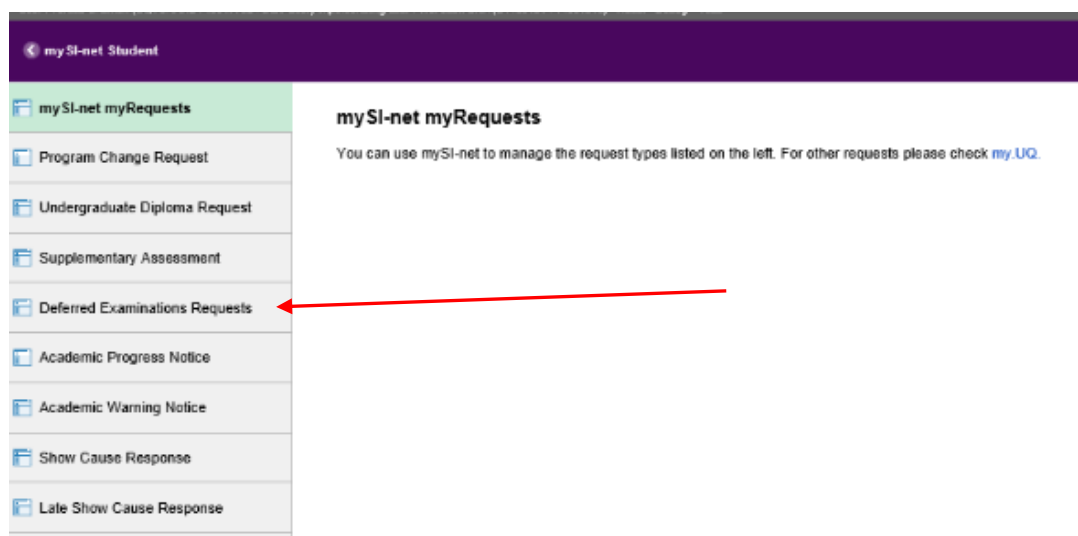 mySI-net Student
mySI-net myRequests
Program Change Request
Undergraduate Diploma Request
Supplementary Assessment
Deferred Examinations Requests
Academic Progress Notice
Academic Warning Notice
Show Cause Response
Late Show Cause Response
mySI-net myRequests
You can use mySI-net to manage the request types listed on the left. For other requests please check my.UQ.